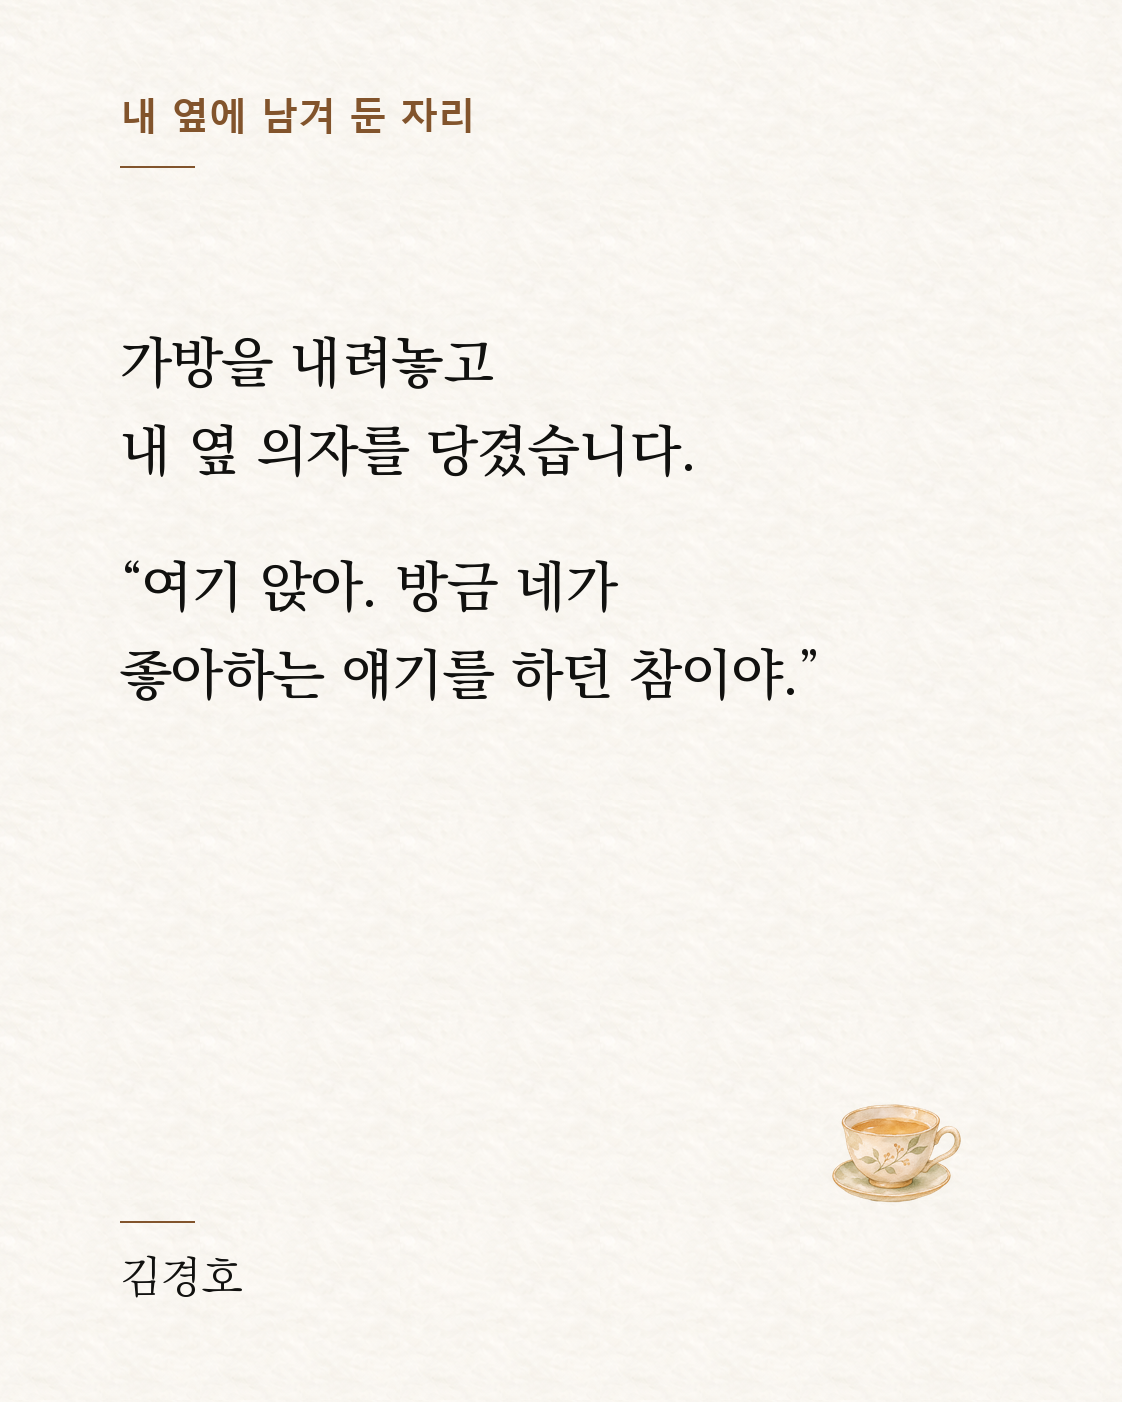 내 옆에 남겨 둔 자리
가방을 내려놓고
내 옆 의자를 당겼습니다.
“여기 앉아. 방금 네가
좋아하는 얘기를 하던 참이야.”
김경호